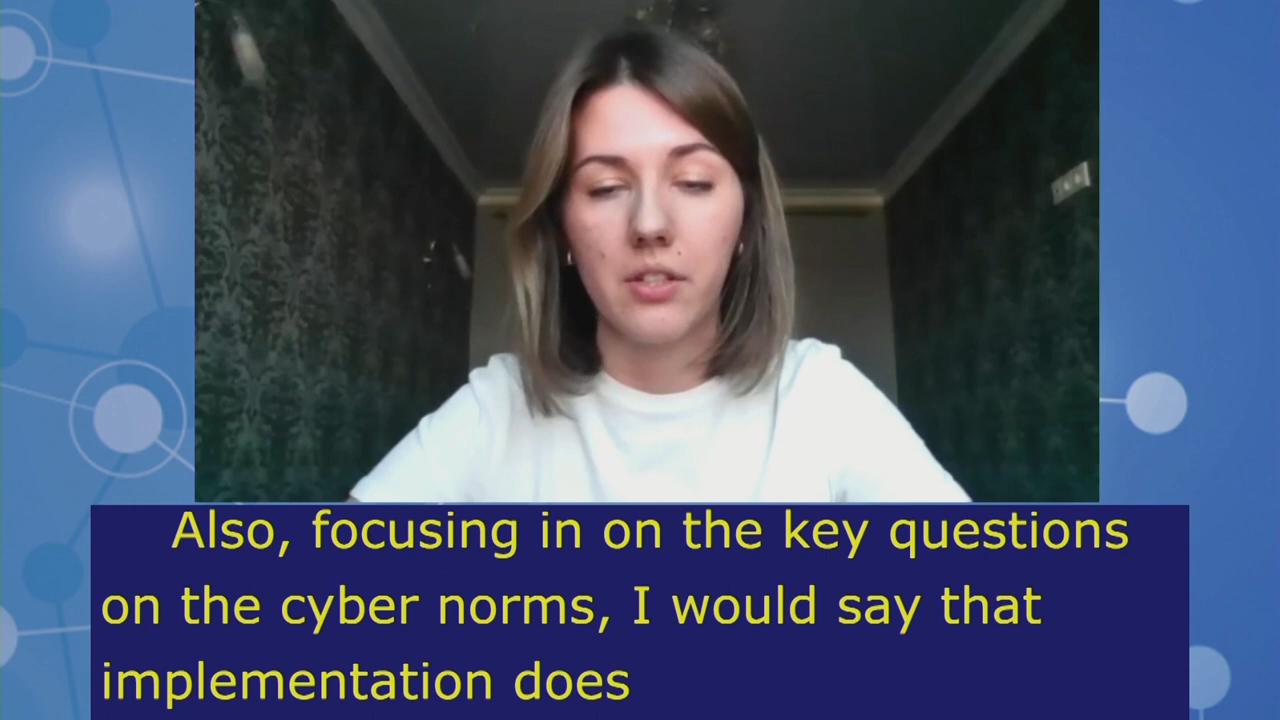 Also, focusing in on the key questions
on the cyber norms, I would say that
implementation does